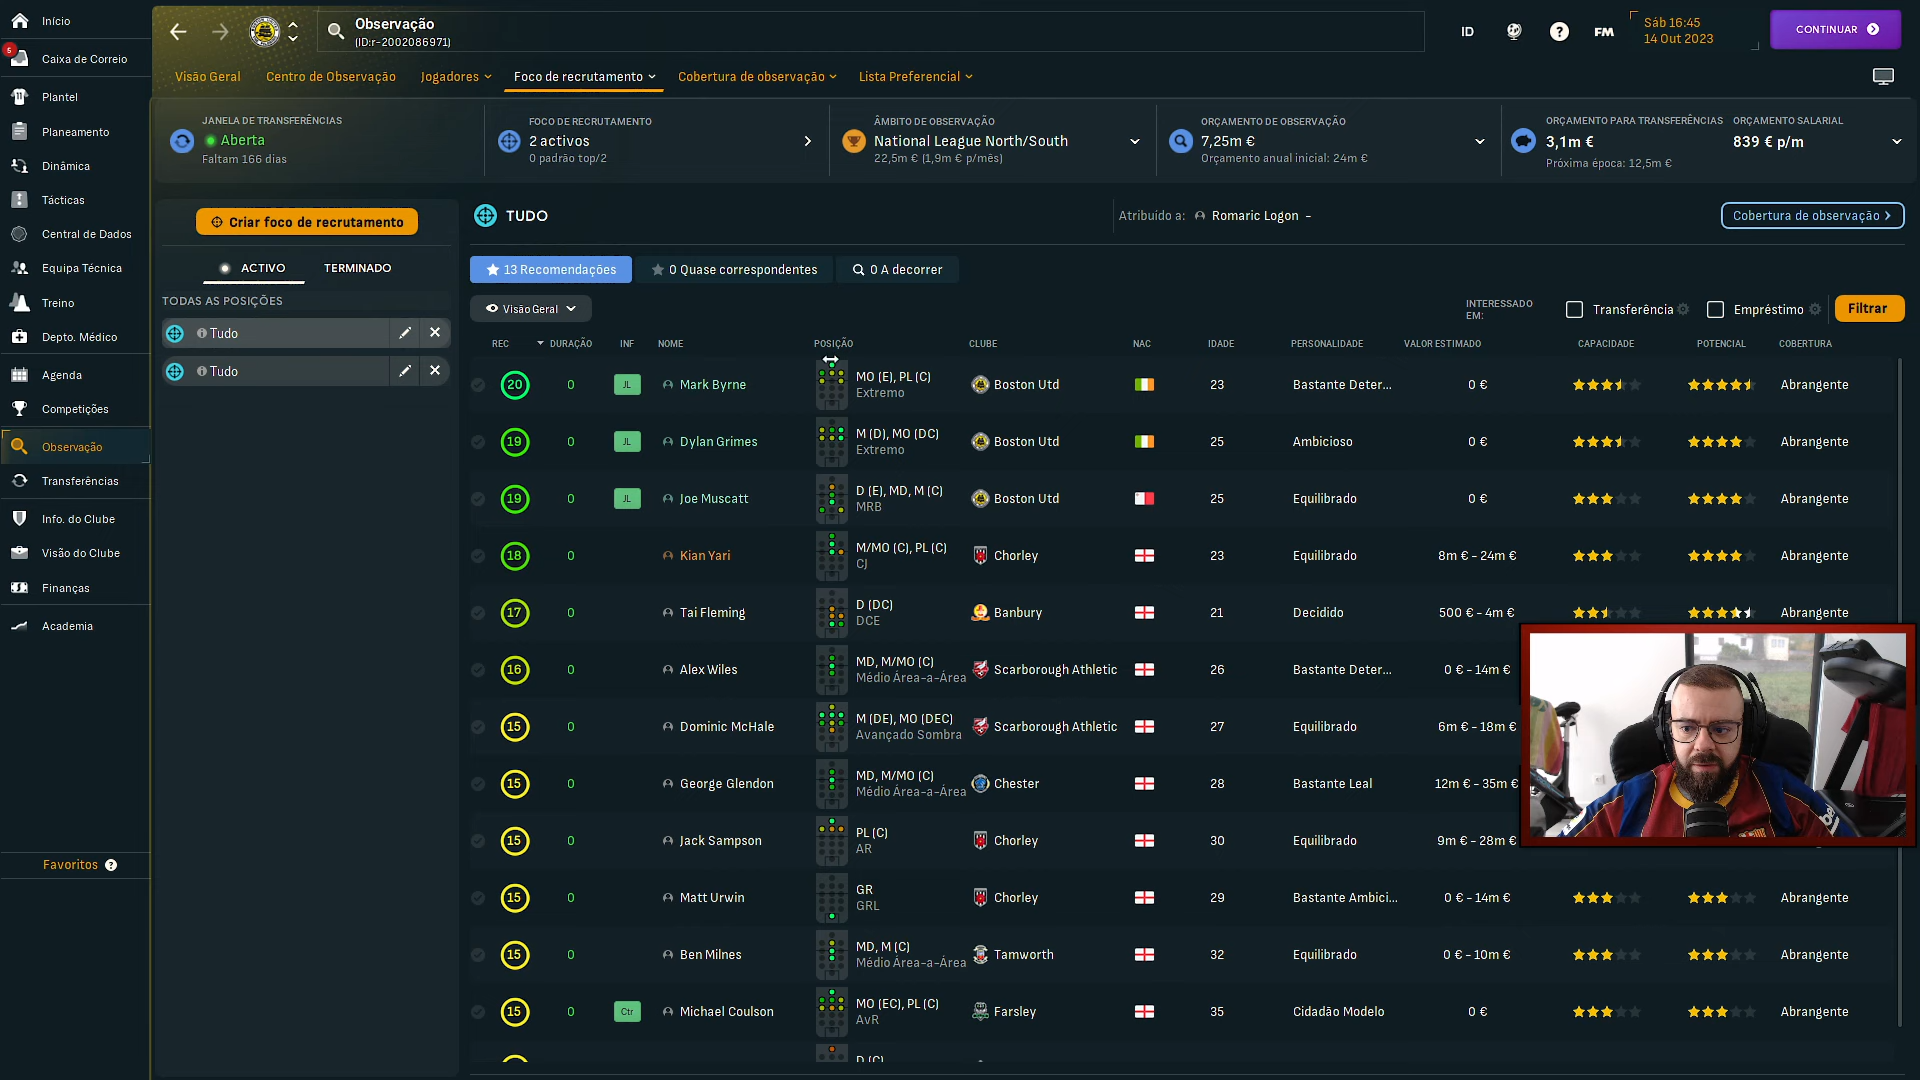 Início
5
Caixa de Correio
Plantel
Planeamento
Dinâmica
Tácticas
Central de Dados
Equipa Técnica
Treino
Depto. Médico
Agenda
Competições
Observação
Transferências
Info. do Clube
Visão do Clube
Finanças
Academia
Favoritos ?
Observação
(ID:r-2002086971)
ID
?
FM
Sáb 16:45
14 Out 2023
CONTINUAR
Visão Geral
Centro de Observação
Jogadores
Foco de recrutamento
Cobertura de observação
Lista Preferencial
JANELA DE TRANSFERÊNCIAS
Aberta
Faltam 166 dias
FOCO DE RECRUTAMENTO
2 activos
0 padrão top/2
ÂMBITO DE OBSERVAÇÃO
National League North/South
22,5m € (1,9m € p/mês)
ORÇAMENTO DE OBSERVAÇÃO
7,25m €
Orçamento anual inicial: 24m €
ORÇAMENTO PARA TRANSFERÊNCIAS
3,1m €
Próxima época: 12,5m €
ORÇAMENTO SALARIAL
839 € p/m
Criar foco de recrutamento
ACTIVO
TERMINADO
TODAS AS POSIÇÕES
Tudo
Tudo
TUDO
Atribuído a: Romaric Logon -
Cobertura de observação >
13 Recomendações
0 Quase correspondentes
0 A decorrer
Visão Geral
INTERESSADO
EM:
Transferência
Empréstimo
Filtrar
REC DURAÇÃO INF NOME POSIÇÃO CLUBE NAC IDADE PERSONALIDADE VALOR ESTIMADO CAPACIDADE POTENCIAL COBERTURA
20 0 JL Mark Byrne MO (E), PL (C) Boston Utd 23 Bastante Deter... 0 € Abrangente
Extremo
19 0 JL Dylan Grimes M (D), MO (DC) Boston Utd 25 Ambicioso 0 € Abrangente
Extremo
19 0 JL Joe Muscatt D (E), MD, M (C) Boston Utd 25 Equilibrado 0 € Abrangente
MRB
18 0 Kian Yari M/MO (C), PL (C) Chorley 23 Equilibrado 8m € - 24m € Abrangente
CJ
17 0 Tai Fleming D (DC) Banbury 21 Decidido 500 € - 4m € Abrangente
DCE
16 0 Alex Wiles MD, M/MO (C) Scarborough Athletic 26 Bastante Deter... 0 € - 14m €
Médio Área-a-Área
15 0 Dominic McHale M (DE), MO (DEC) Scarborough Athletic 27 Equilibrado 6m € - 18m €
Avançado Sombra
15 0 George Glendon MD, M/MO (C) Chester 28 Bastante Leal 12m € - 35m €
Médio Área-a-Área
15 0 Jack Sampson PL (C) Chorley 30 Equilibrado 9m € - 28m €
AR
15 0 Matt Urwin GR Chorley 29 Bastante Ambici... 0 € - 14m € Abrangente
GRL
15 0 Ben Milnes MD, M (C) Tamworth 32 Equilibrado 0 € - 10m € Abrangente
Médio Área-a-Área
15 0 Ctr Michael Coulson MO (EC), PL (C) Farsley 35 Cidadão Modelo 0 € Abrangente
AvR
D (C)